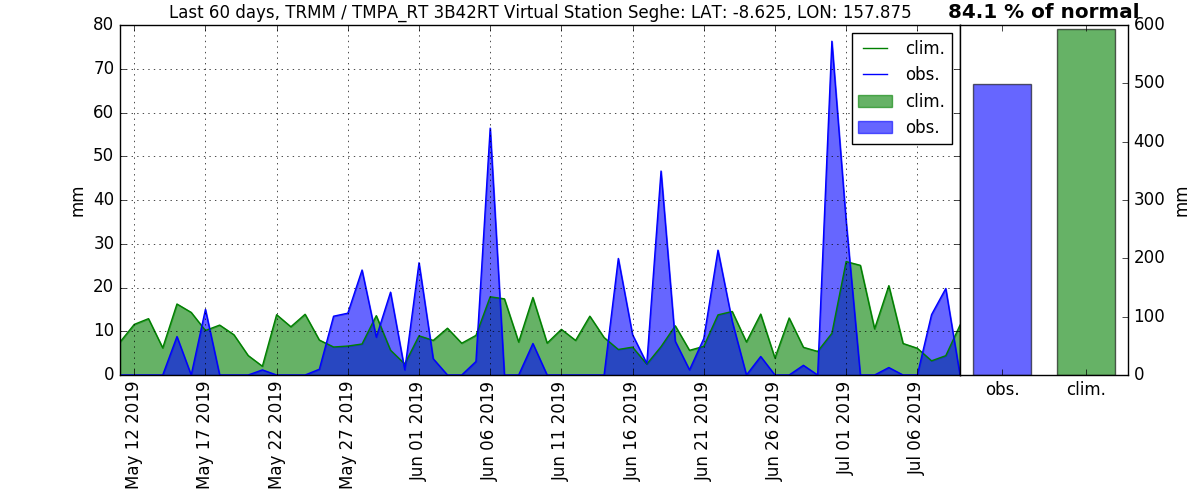 Last 60 days, TRMM / TMPA_RT 3B42RT Virtual Station Seghe: LAT: -8.625, LON: 157.875
84.1 % of normal
80
70
60
50
40
30
20
10
0
mm
clim.
obs.
clim.
obs.
600
500
400
300
200
100
0
mm
obs.
clim.
May 12 2019
May 17 2019
May 22 2019
May 27 2019
Jun 01 2019
Jun 06 2019
Jun 11 2019
Jun 16 2019
Jun 21 2019
Jun 26 2019
Jul 01 2019
Jul 06 2019